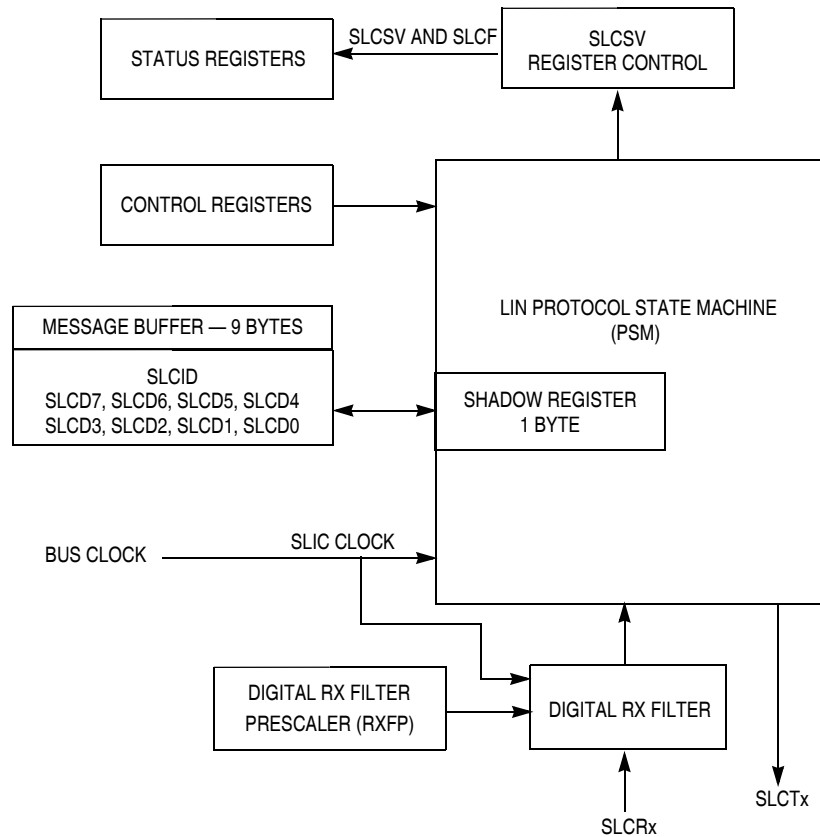 SLCSV AND SLCF
STATUS REGISTERS
SLCSV
REGISTER CONTROL
CONTROL REGISTERS
LIN PROTOCOL STATE MACHINE
(PSM)
MESSAGE BUFFER — 9 BYTES
SLCID
SLCD7, SLCD6, SLCD5, SLCD4
SLCD3, SLCD2, SLCD1, SLCD0
SHADOW REGISTER
1 BYTE
BUS CLOCK
SLIC CLOCK
DIGITAL RX FILTER
PRESCALER (RXFP)
DIGITAL RX FILTER
SLCTx
SLCRx